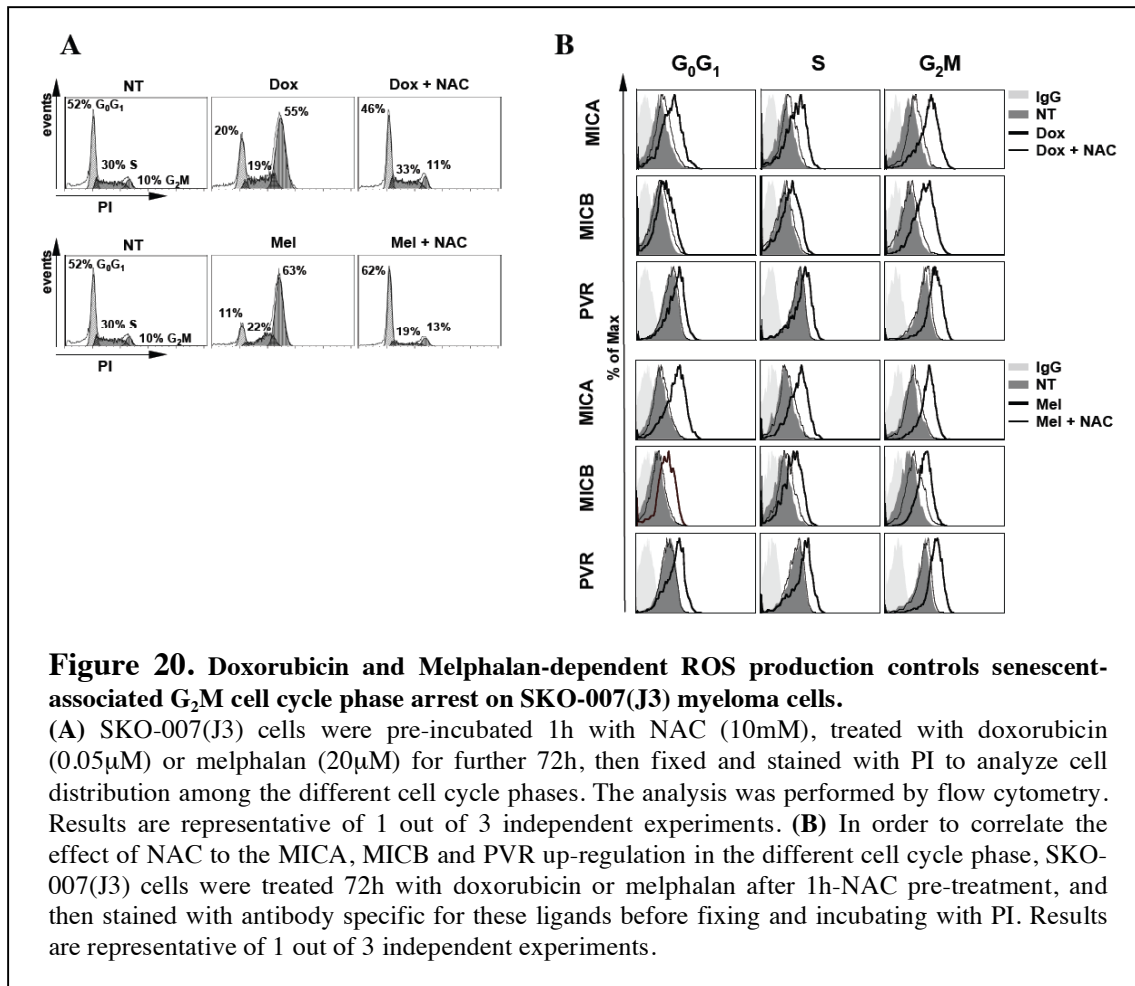 A
NT
Dox
Dox + NAC
events
52% G₀G₁
30% S
10% G₂M
20%
19%
55%
46%
33%
11%
PI
NT
Mel
Mel + NAC
events
52% G₀G₁
30% S
10% G₂M
11%
22%
63%
62%
19%
13%
PI
B
G₀G₁
S
G₂M
% of Max
MICA
MICB
PVR
IgG
NT
Dox
Dox + NAC
MICA
MICB
PVR
IgG
NT
Mel
Mel + NAC
Figure 20. Doxorubicin and Melphalan-dependent ROS production controls senescent-
associated G₂M cell cycle phase arrest on SKO-007(J3) myeloma cells.
(A) SKO-007(J3) cells were pre-incubated 1h with NAC (10mM), treated with doxorubicin
(0.05μM) or melphalan (20μM) for further 72h, then fixed and stained with PI to analyze cell
distribution among the different cell cycle phases. The analysis was performed by flow cytometry.
Results are representative of 1 out of 3 independent experiments. (B) In order to correlate the
effect of NAC to the MICA, MICB and PVR up-regulation in the different cell cycle phase, SKO-
007(J3) cells were treated 72h with doxorubicin or melphalan after 1h-NAC pre-treatment, and
then stained with antibody specific for these ligands before fixing and incubating with PI. Results
are representative of 1 out of 3 independent experiments.